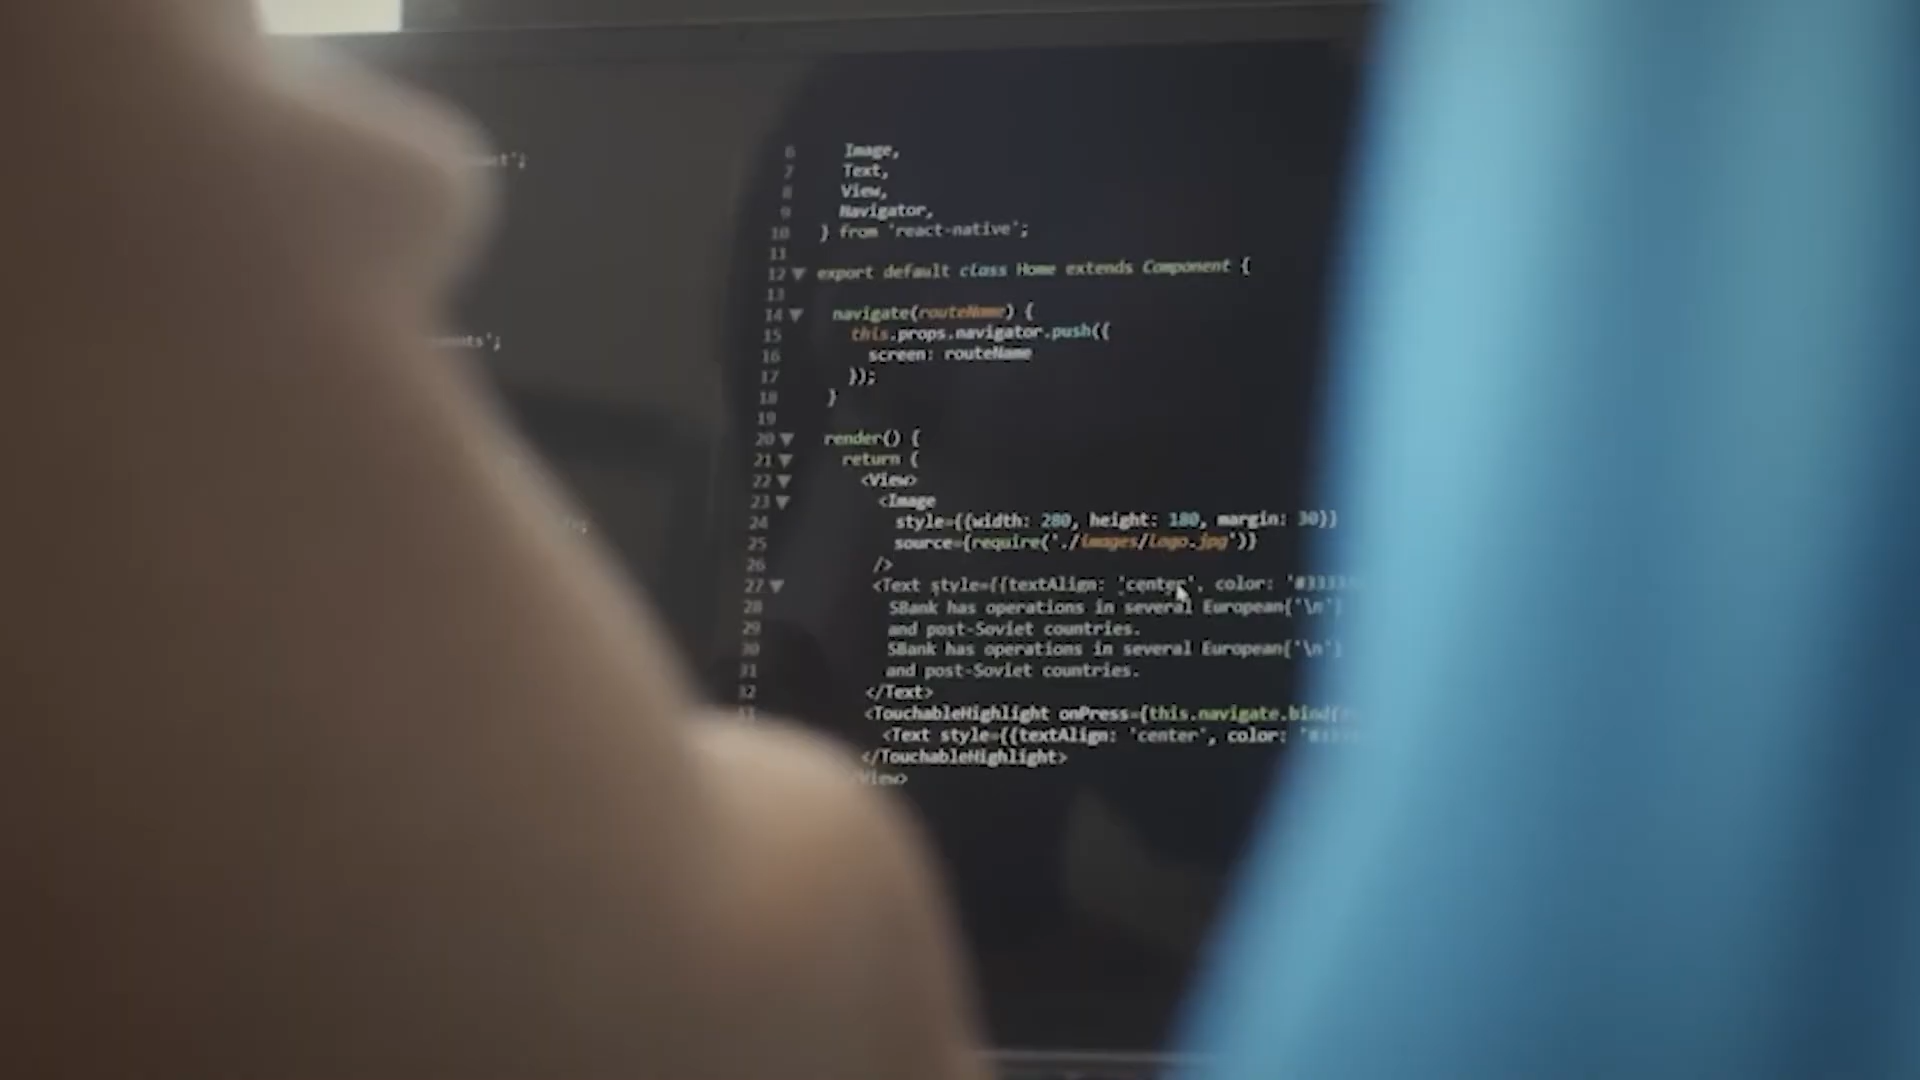 6 Image,
7 Text,
8 View,
9 Navigator,
10 } from 'react-native';
11
12 export default class Home extends Component {
13
14 navigate(routeName) {
15 this.props.navigator.push({
16 screen: routeName
17 });
18 }
19
20 render() {
21 return (
22 <View>
23 <Image
24 style={{width: 280, height: 180, margin: 30}}
25 source={require('./images/logo.jpg')}
26 />
27 <Text style={{textAlign: 'center', color: '#3333
28 SBank has operations in several European{'\n'}
29 and post-Soviet countries.
30 SBank has operations in several European{'\n'}
31 and post-Soviet countries.
32 </Text>
<TouchableHighlight onPress={this.navigate.bind(
<Text style={{textAlign: 'center', color: '#333
</TouchableHighlight>
/View>